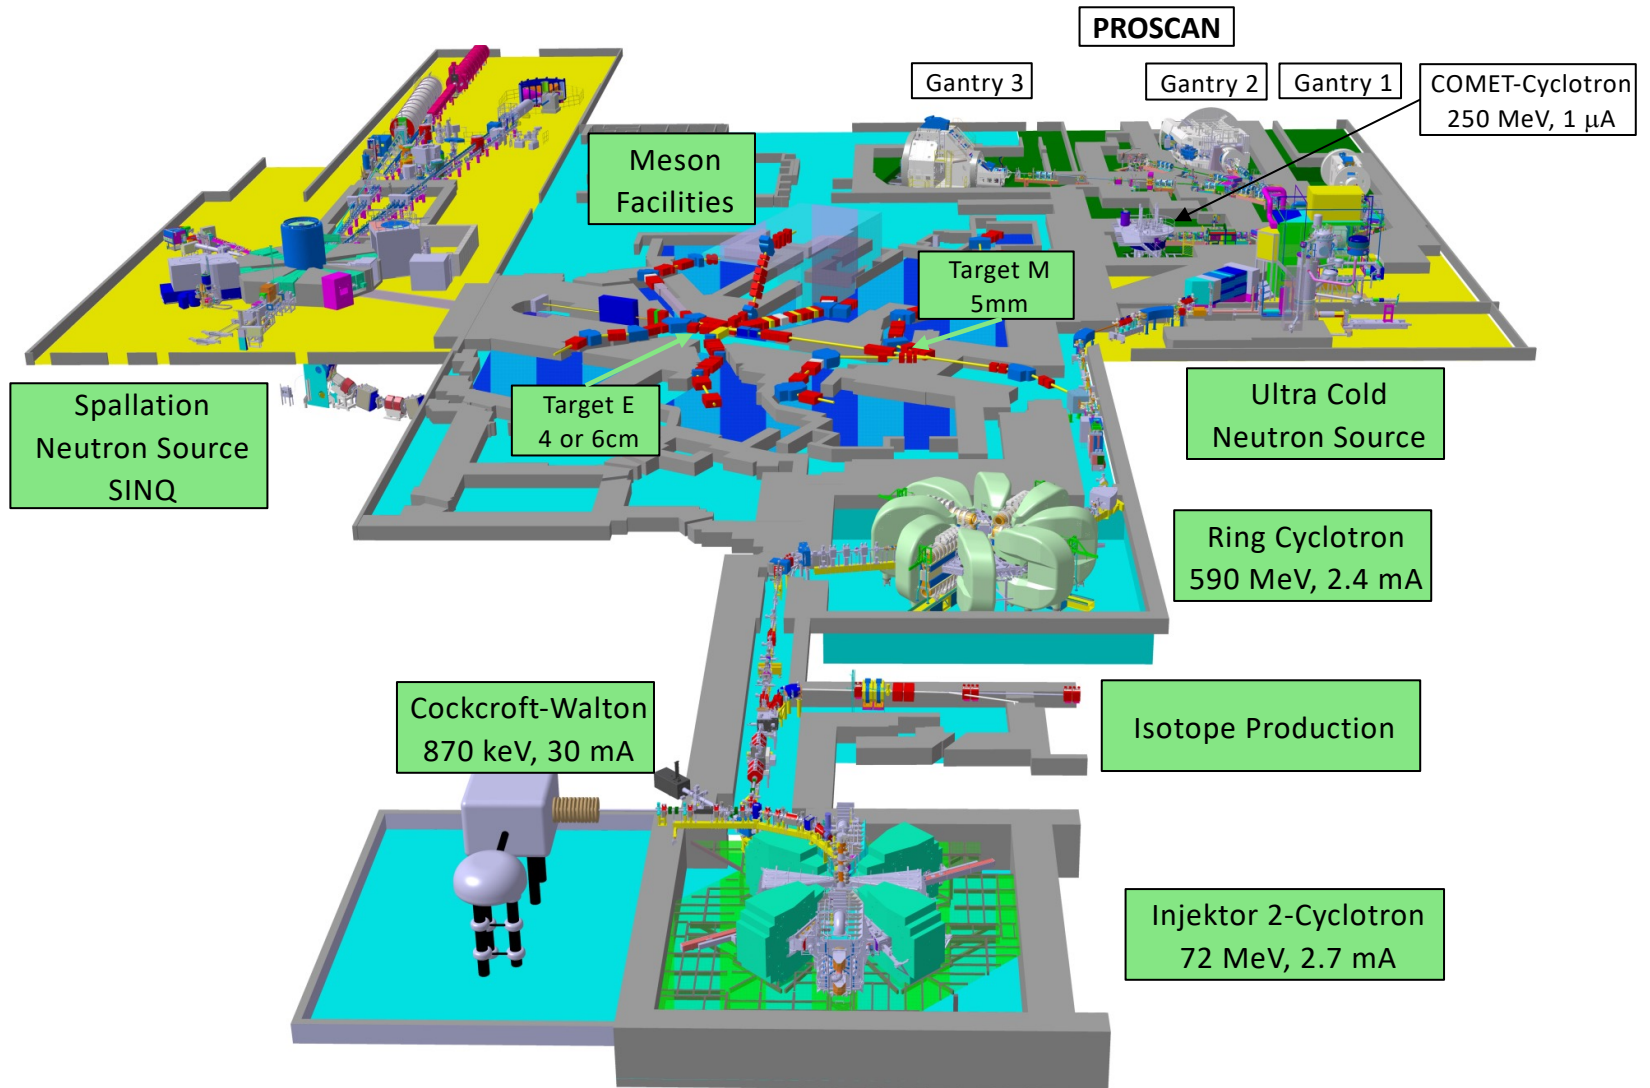 PROSCAN
Gantry 3
Gantry 2
Gantry 1
COMET-Cyclotron
250 MeV, 1 μA
Meson
Facilities
Target M
5mm
Target E
4 or 6cm
Spallation
Neutron Source
SINQ
Ultra Cold
Neutron Source
Ring Cyclotron
590 MeV, 2.4 mA
Cockcroft-Walton
870 keV, 30 mA
Isotope Production
Injektor 2-Cyclotron
72 MeV, 2.7 mA